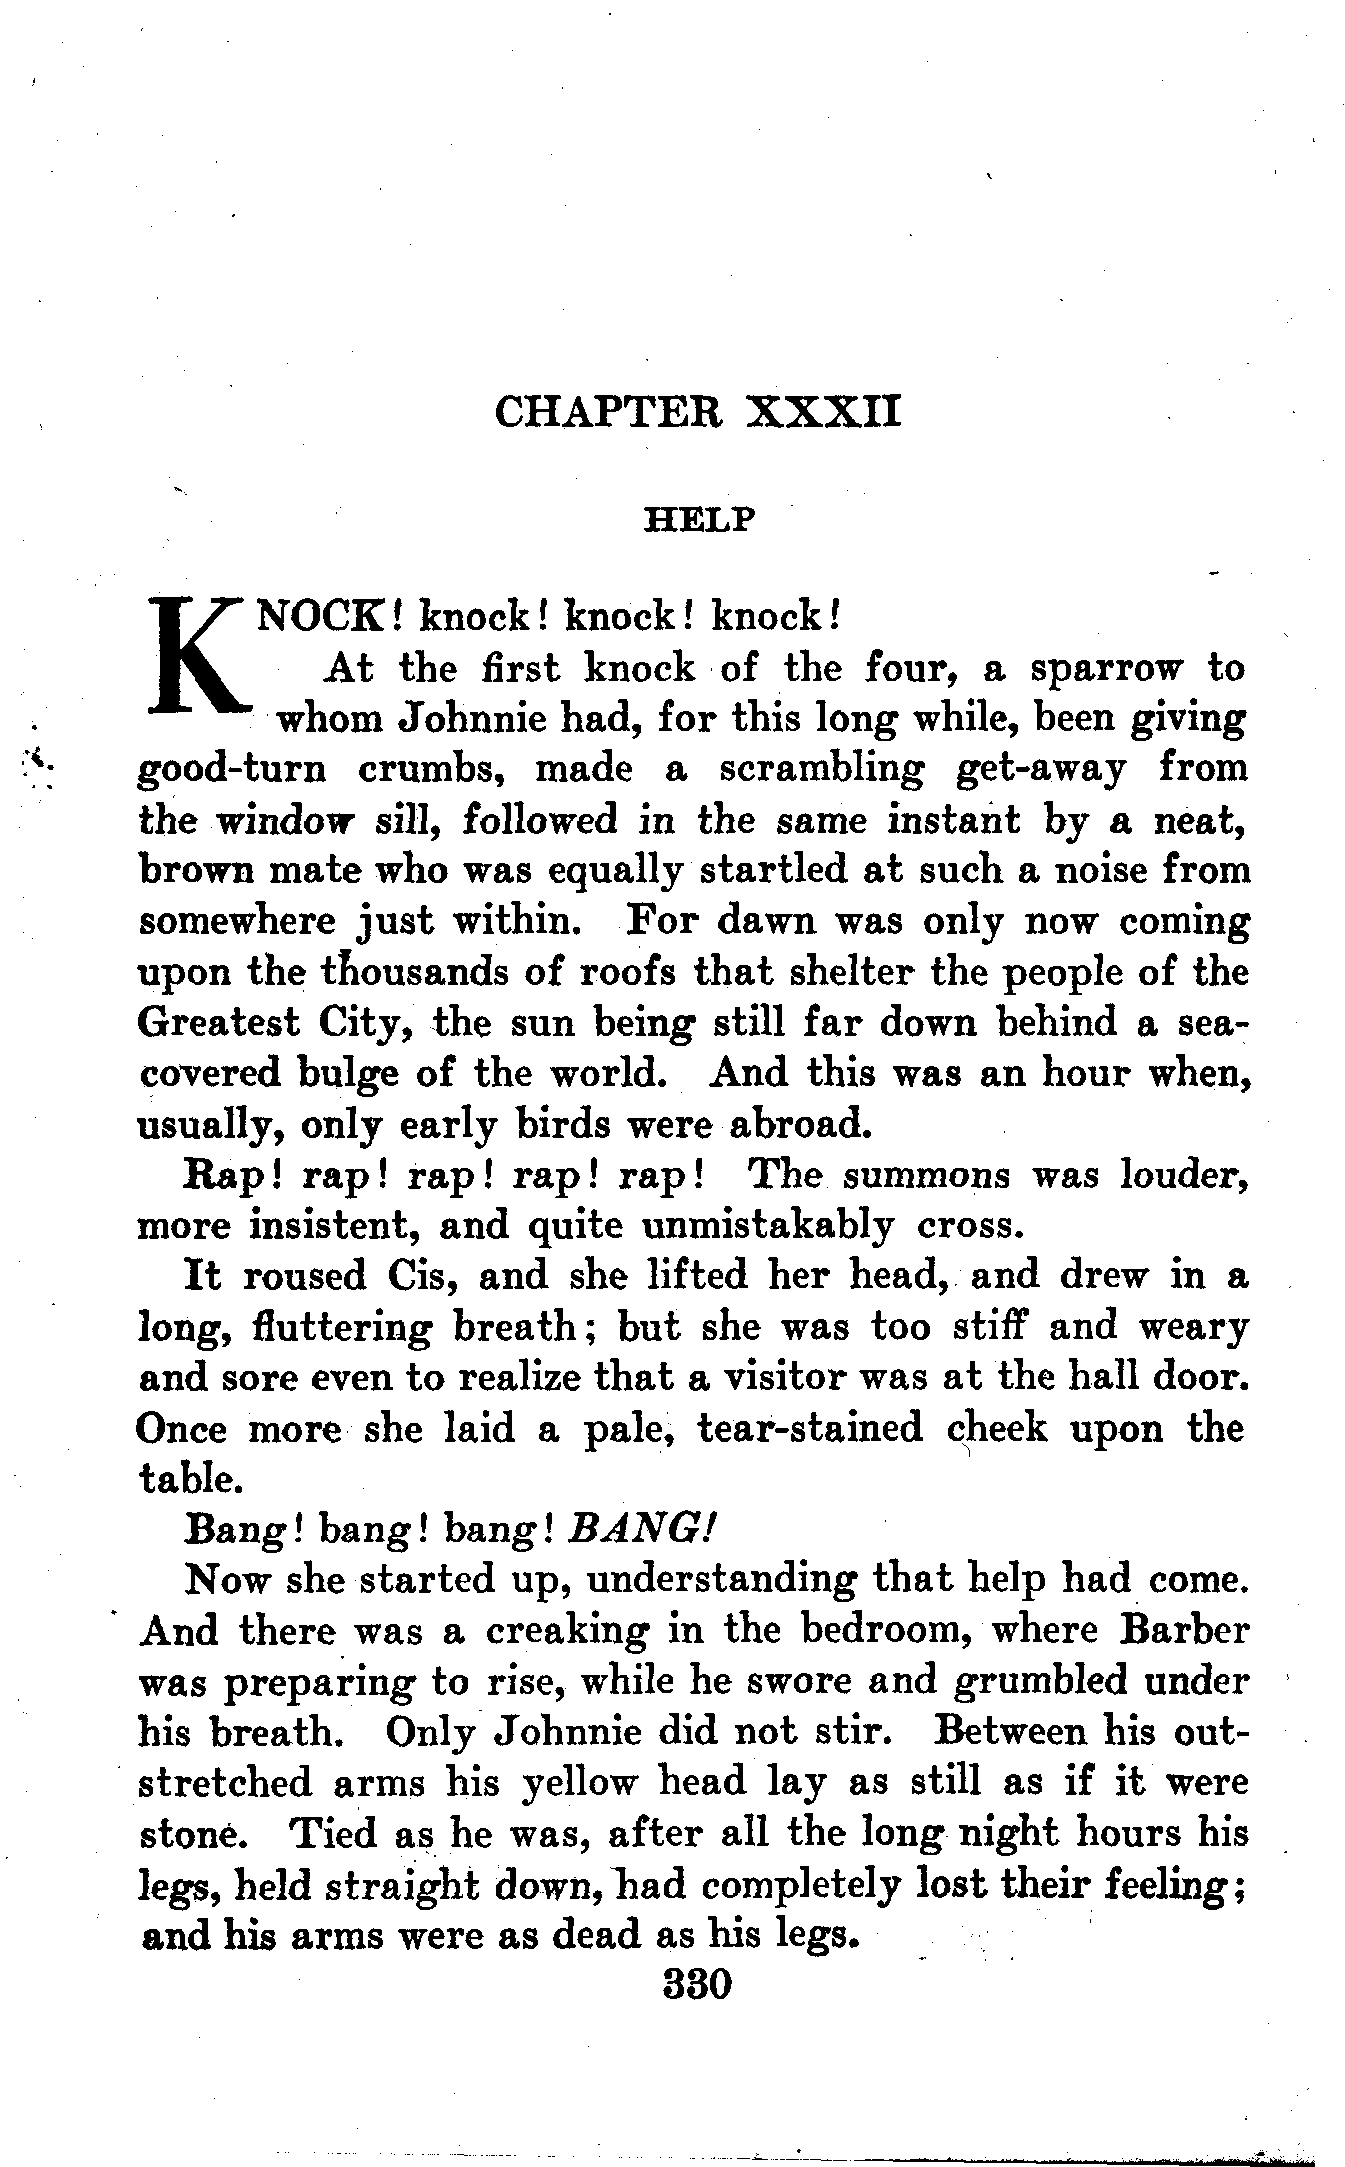 CHAPTER XXXII
HELP
KNOCK! knock! knock! knock!
At the first knock of the four, a sparrow to
whom Johnnie had, for this long while, been giving
good-turn crumbs, made a scrambling get-away from
the window sill, followed in the same instant by a neat,
brown mate who was equally startled at such a noise from
somewhere just within. For dawn was only now coming
upon the thousands of roofs that shelter the people of the
Greatest City, the sun being still far down behind a sea-
covered bulge of the world. And this was an hour when,
usually, only early birds were abroad.
Rap! rap! rap! rap! rap! The summons was louder,
more insistent, and quite unmistakably cross.
It roused Cis, and she lifted her head, and drew in a
long, fluttering breath; but she was too stiff and weary
and sore even to realize that a visitor was at the hall door.
Once more she laid a pale, tear-stained cheek upon the
table.
Bang! bang! bang! BANG!
Now she started up, understanding that help had come.
And there was a creaking in the bedroom, where Barber
was preparing to rise, while he swore and grumbled under
his breath. Only Johnnie did not stir. Between his out-
stretched arms his yellow head lay as still as if it were
stone. Tied as he was, after all the long night hours his
legs, held straight down, had completely lost their feeling;
and his arms were as dead as his legs.
330